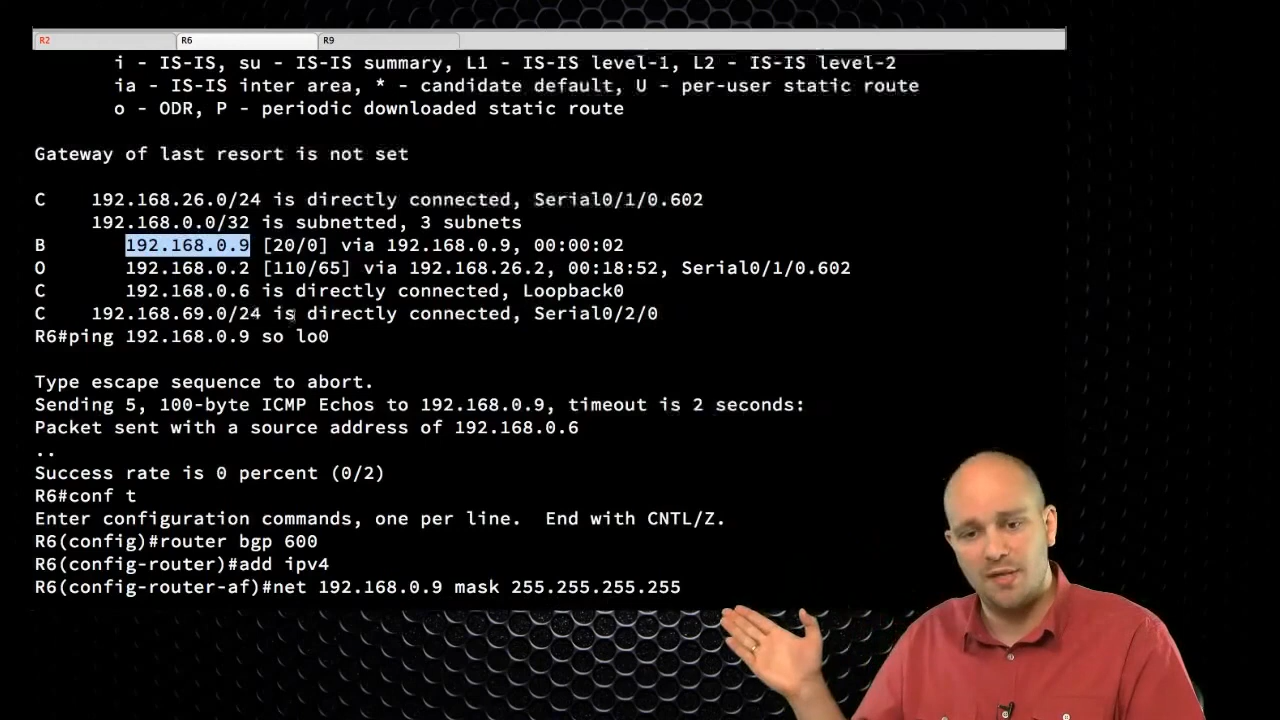 R2 R6 R9
i - IS-IS, su - IS-IS summary, L1 - IS-IS level-1, L2 - IS-IS level-2
ia - IS-IS inter area, * - candidate default, U - per-user static route
o - ODR, P - periodic downloaded static route
Gateway of last resort is not set
C 192.168.26.0/24 is directly connected, Serial0/1/0.602
192.168.0.0/32 is subnetted, 3 subnets
B 192.168.0.9 [20/0] via 192.168.0.9, 00:00:02
O 192.168.0.2 [110/65] via 192.168.26.2, 00:18:52, Serial0/1/0.602
C 192.168.0.6 is directly connected, Loopback0
C 192.168.69.0/24 is directly connected, Serial0/2/0
R6#ping 192.168.0.9 so lo0
Type escape sequence to abort.
Sending 5, 100-byte ICMP Echos to 192.168.0.9, timeout is 2 seconds:
Packet sent with a source address of 192.168.0.6
..
Success rate is 0 percent (0/2)
R6#conf t
Enter configuration commands, one per line.  End with CNTL/Z.
R6(config)#router bgp 600
R6(config-router)#add ipv4
R6(config-router-af)#net 192.168.0.9 mask 255.255.255.255